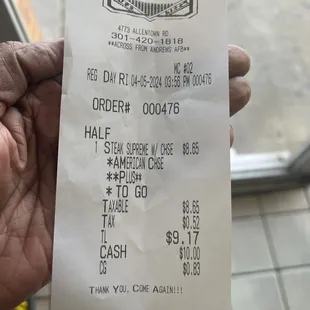 4773 ALLENTOWN RD.
301-420-1818
**ACROSS FROM ANDREWS AFB**
MC #02
REG DAY RI 04-05-2024 03:56 PM 000476
ORDER# 000476
HALF
1 STEAK SUPREME W/ CHSE $8.65
*AMERICAN CHSE
**PLUS**
* TO GO
TAXABLE $8.65
TAX $0.52
TL $9.17
CASH $10.00
CG $0.83
THANK YOU, COME AGAIN!!!